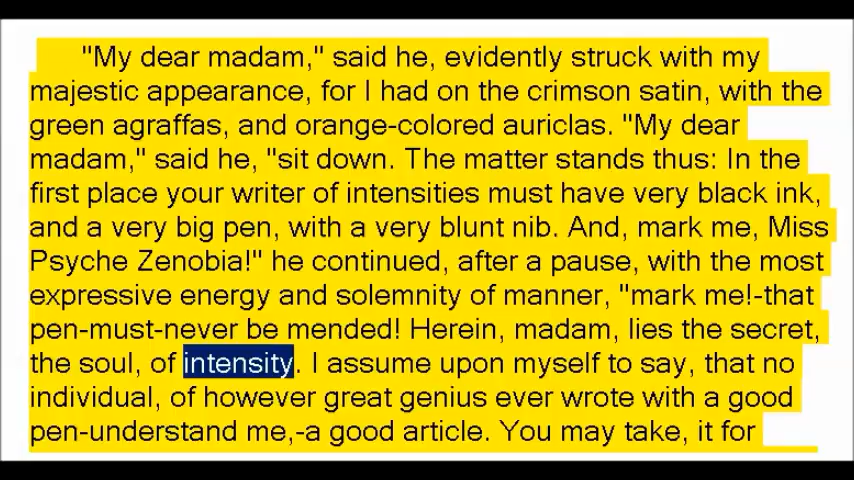 "My dear madam," said he, evidently struck with my
majestic appearance, for I had on the crimson satin, with the
green agraffas, and orange-colored auriclas. "My dear
madam," said he, "sit down. The matter stands thus: In the
first place your writer of intensities must have very black ink,
and a very big pen, with a very blunt nib. And, mark me, Miss
Psyche Zenobia!" he continued, after a pause, with the most
expressive energy and solemnity of manner, "mark me!-that
pen-must-never be mended! Herein, madam, lies the secret,
the soul, of intensity. I assume upon myself to say, that no
individual, of however great genius ever wrote with a good
pen-understand me,-a good article. You may take, it for